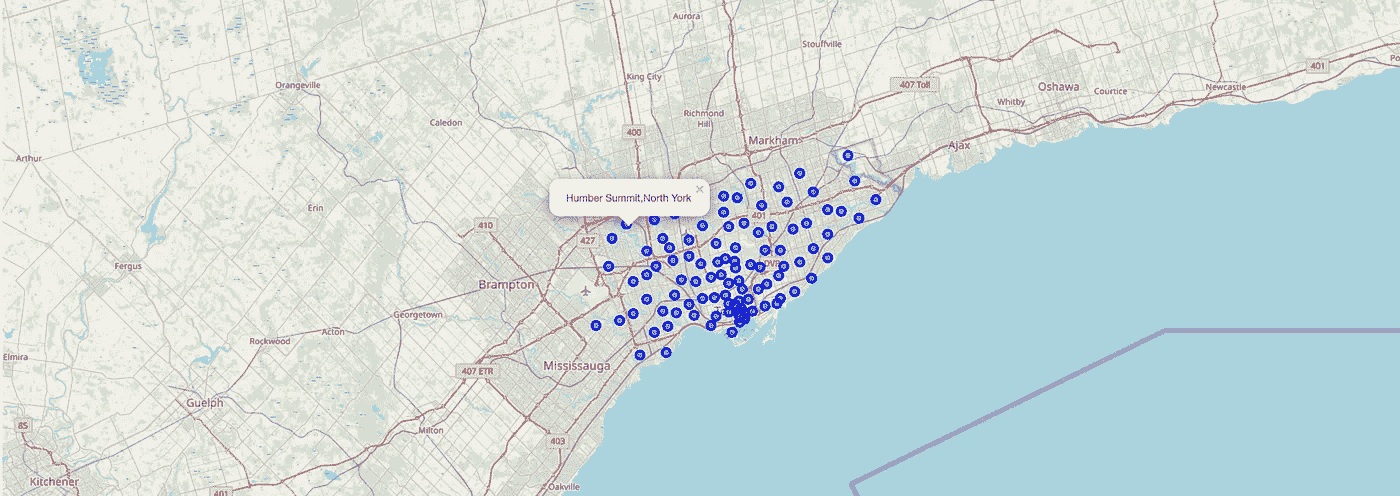 Aurora
Stouffville
King City
401
Orangeville
407 Toll
Oshawa
Courtice
Newcastle
Whitby
Richmond
Hill
Caledon
400
Markham
Ajax
Arthur
Humber Summit,North York
×
Erin
401
410
427
Fergus
Brampton
Georgetown
Acton
Rockwood
Elmira
Mississauga
407 ETR
Guelph
8S
Milton
403
Kitchener
Oakville
401